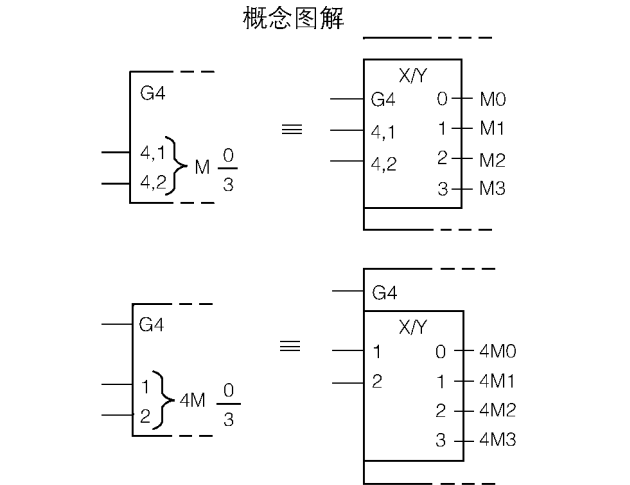 概念图解
G4
4,1
4,2
M 0/3
≡
X/Y
G4 0 M0
4,1 1 M1
4,2 2 M2
3 M3
G4
1
2
4M 0/3
≡
G4
X/Y
1 0 4M0
2 1 4M1
2 4M2
3 4M3